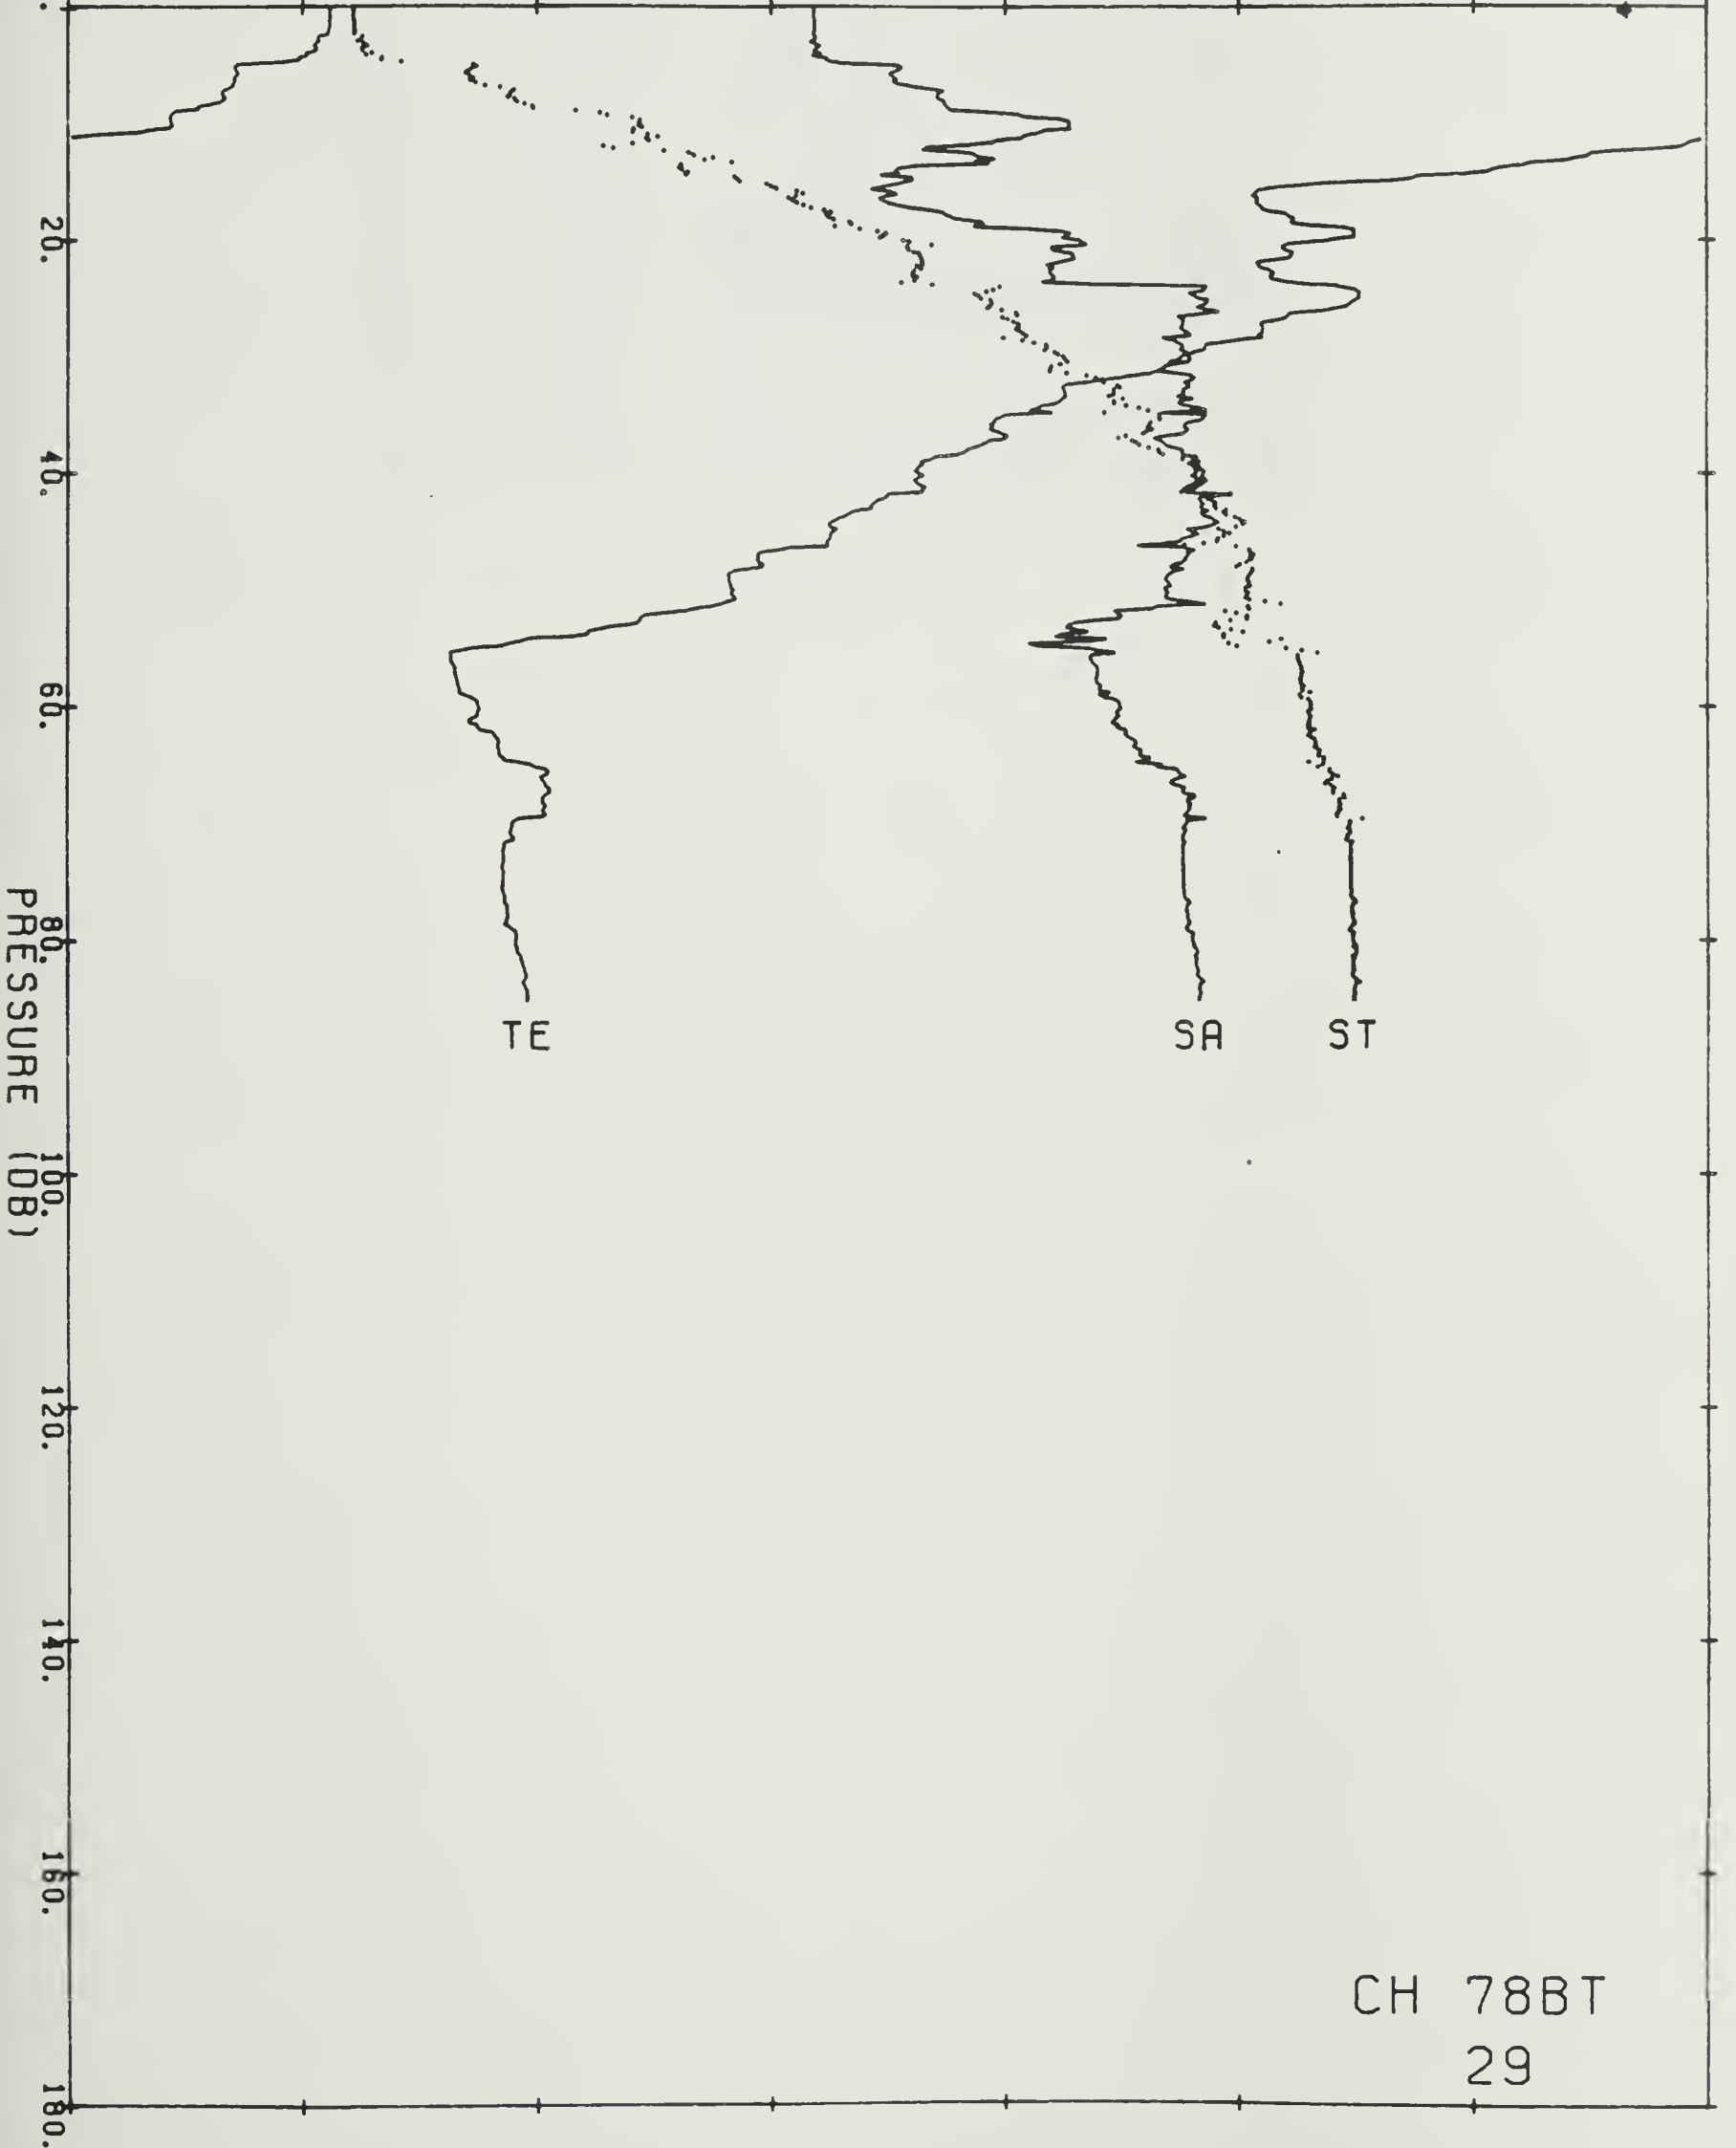 20.
40.
60.
80.
100.
120.
140.
160.
180.
PRESSURE (DB)
TE
SA
ST
CH 78BT
29